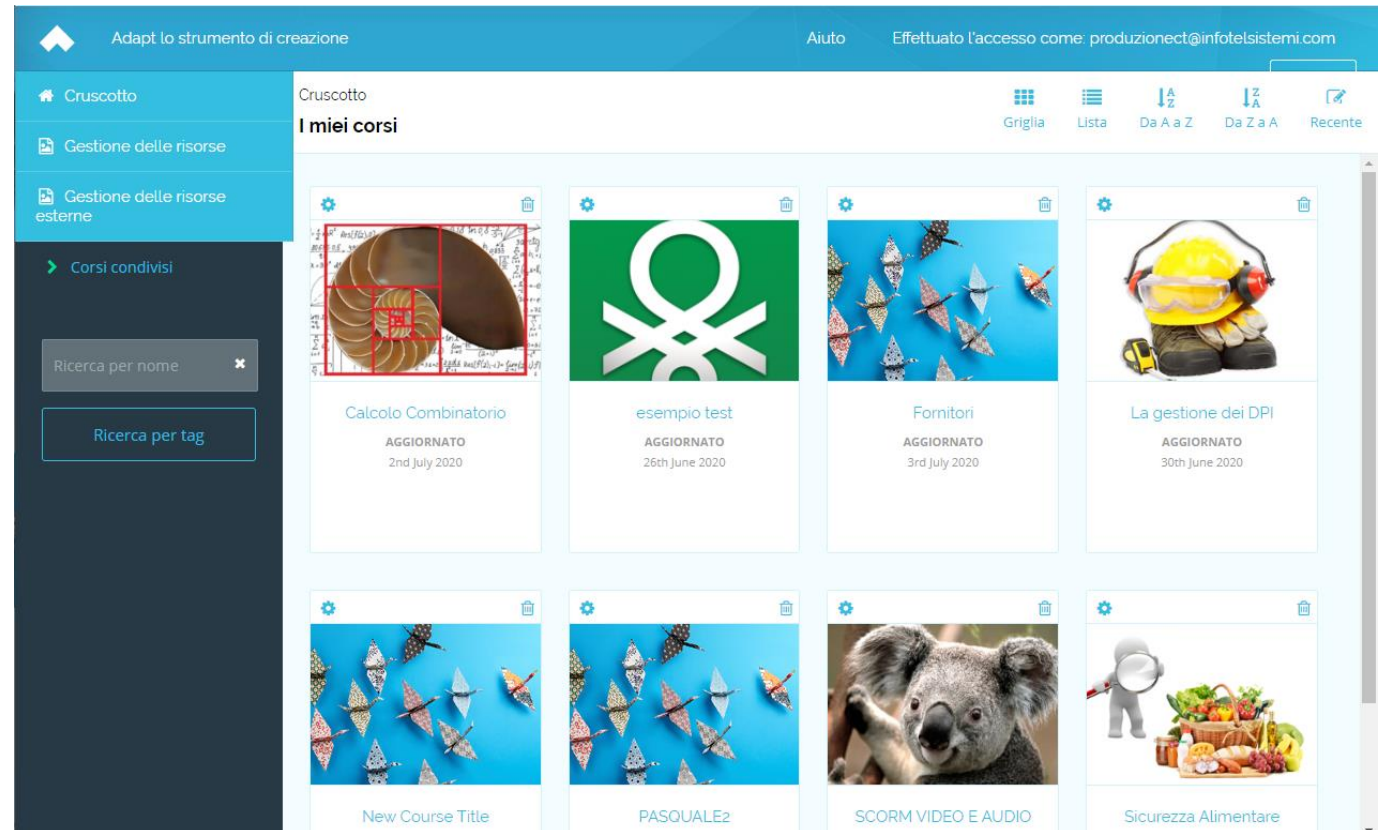 Adapt lo strumento di creazione
Aiuto
Effettuato l'accesso come: produzionect@infotelsistemi.com
Cruscotto
Gestione delle risorse
Gestione delle risorse
esterne
Corsi condivisi
Ricerca per nome
Ricerca per tag
Cruscotto
I miei corsi
Griglia
Lista
Da A a Z
Da Z a A
Recente
Calcolo Combinatorio
AGGIORNATO
2nd July 2020
esempio test
AGGIORNATO
26th June 2020
Fornitori
AGGIORNATO
3rd July 2020
La gestione dei DPI
AGGIORNATO
30th June 2020
New Course Title
PASQUALE2
SCORM VIDEO E AUDIO
Sicurezza Alimentare